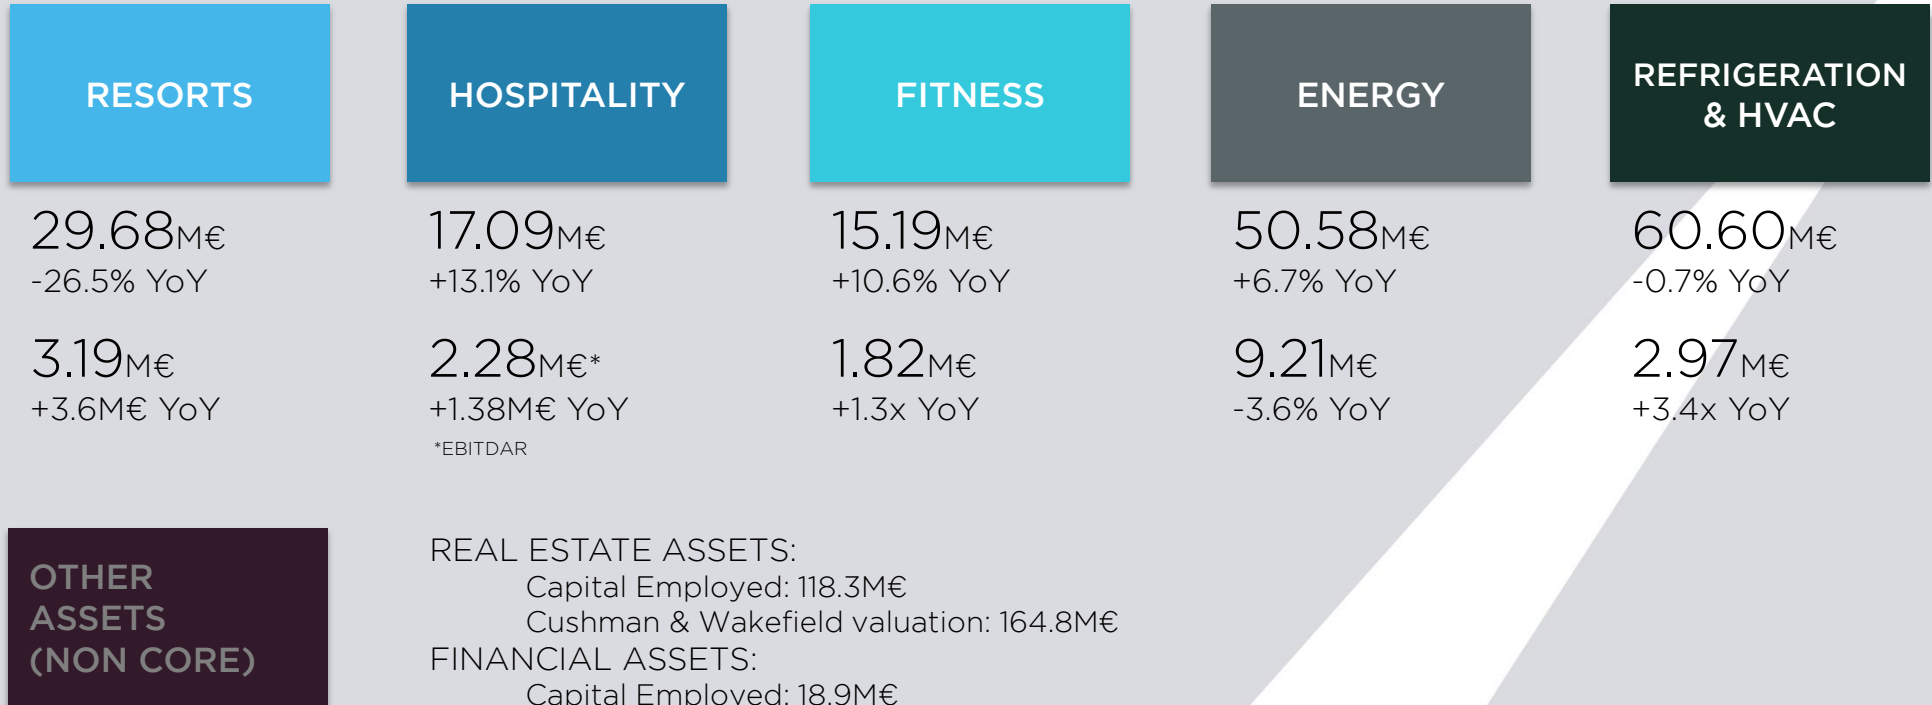 RESORTS
29.68M€
-26.5% YoY
3.19M€
+3.6M€ YoY
HOSPITALITY
17.09M€
+13.1% YoY
2.28M€*
+1.38M€ YoY
*EBITDAR
FITNESS
15.19M€
+10.6% YoY
1.82M€
+1.3x YoY
ENERGY
50.58M€
+6.7% YoY
9.21M€
-3.6% YoY
REFRIGERATION
& HVAC
60.60M€
-0.7% YoY
2.97M€
+3.4x YoY
OTHER
ASSETS
(NON CORE)
REAL ESTATE ASSETS:
Capital Employed: 118.3M€
Cushman & Wakefield valuation: 164.8M€
FINANCIAL ASSETS:
Capital Employed: 18.9M€